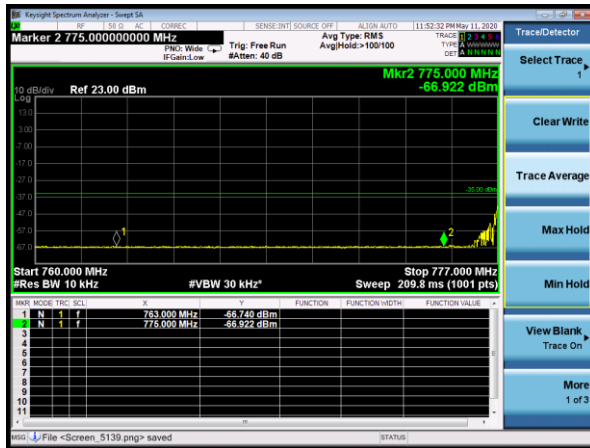 Keysight Spectrum Analyzer - Swept SA
RF 50 Ω AC CORREC SENSE:INT SOURCE OFF ALIGN AUTO 11:52:32 PM May 11, 2020
Marker 2 775.000000000 MHz
PNO: Wide
IFGain:Low
Trig: Free Run
#Atten: 40 dB
Avg Type: RMS
Avg|Hold:>100/100
TRACE 1 2 3 4 5 6
TYPE A WWWWW
DET A N N N N N
Mkr2 775.000 MHz
-66.922 dBm
10 dB/div Ref 23.00 dBm
Log
13.0
3.00
-7.00
-17.0
-27.0
-35.00 dBm
-37.0
-47.0
-57.0
1
2
-67.0
Start 760.000 MHz Stop 777.000 MHz
#Res BW 10 kHz #VBW 30 kHz* Sweep 209.8 ms (1001 pts)
MKR MODE TRC SCL X Y FUNCTION FUNCTION WIDTH FUNCTION VALUE
1 N 1 f 763.000 MHz -66.740 dBm
2 N 1 f 775.000 MHz -66.922 dBm
3
4
5
6
7
8
9
10
11
MSG File <Screen_5139.png> saved STATUS
Trace/Detector
Select Trace
1
Clear Write
Trace Average
Max Hold
Min Hold
View Blank
Trace On
More
1 of 3